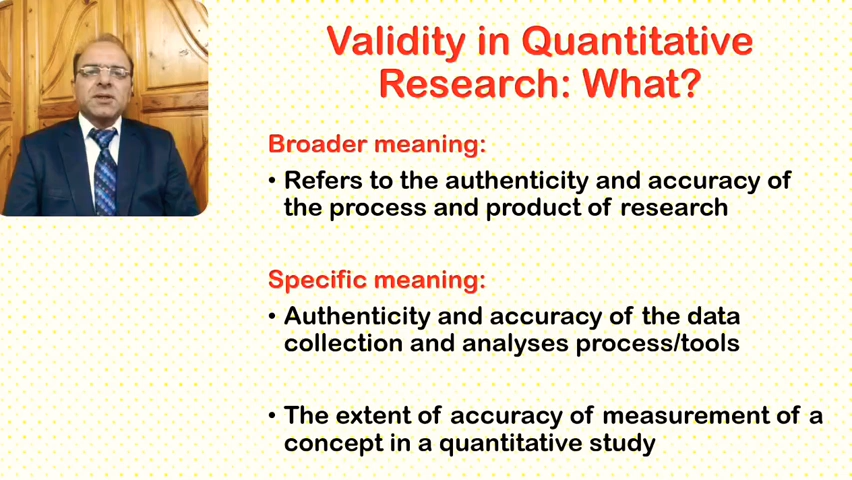 Validity in Quantitative
Research: What?
Broader meaning:
• Refers to the authenticity and accuracy of
the process and product of research
Specific meaning:
• Authenticity and accuracy of the data
collection and analyses process/tools
• The extent of accuracy of measurement of a
concept in a quantitative study